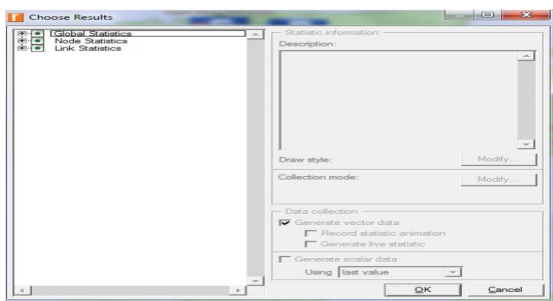 Choose Results
Global Statistics
Node Statistics
Link Statistics
Statistic information
Description:
Draw style:
Modify...
Collection mode:
Modify...
Data collection
Generate vector data
Record statistic animation
Generate live statistic
Generate scalar data
Using last value
OK
Cancel